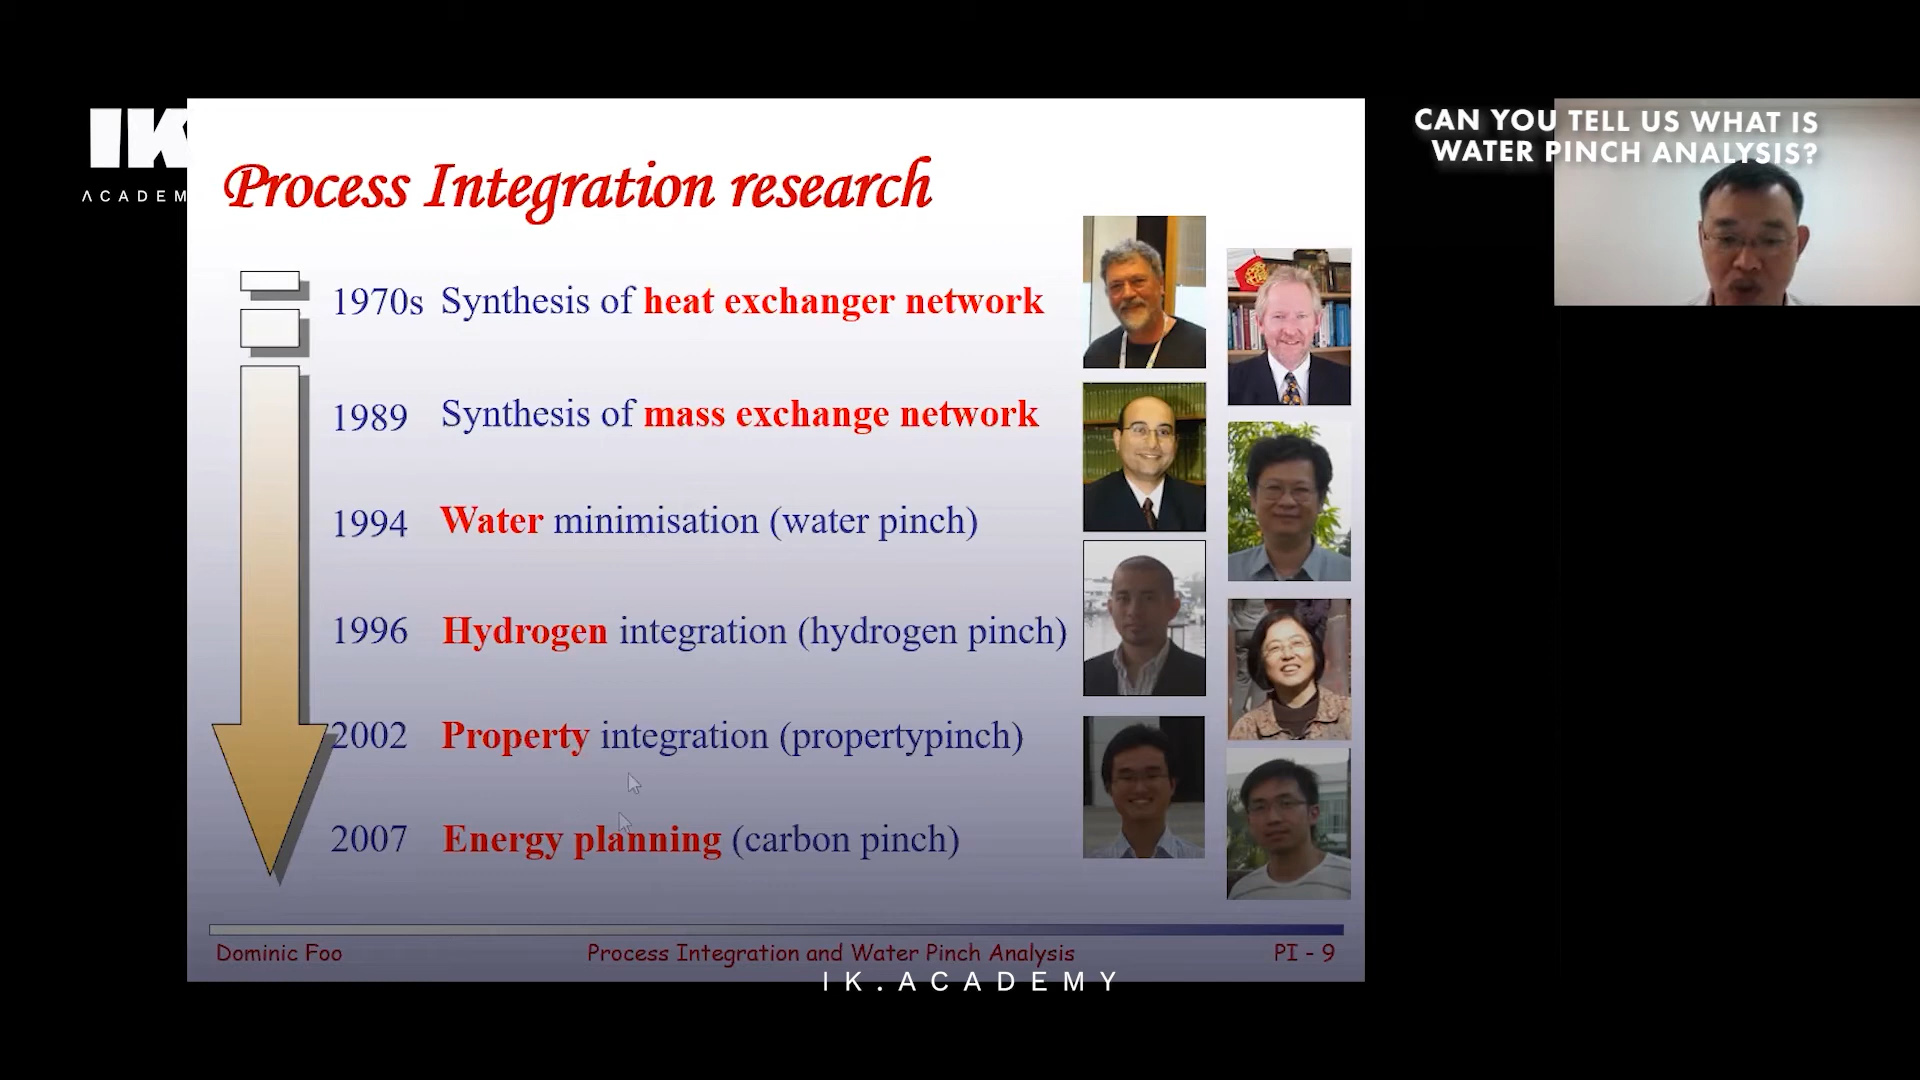 IK
ACADEM
CAN YOU TELL US WHAT IS
WATER PINCH ANALYSIS?
Process Integration research
1970s Synthesis of heat exchanger network
1989 Synthesis of mass exchange network
1994 Water minimisation (water pinch)
1996 Hydrogen integration (hydrogen pinch)
2002 Property integration (propertypinch)
2007 Energy planning (carbon pinch)
Dominic Foo Process Integration and Water Pinch Analysis PI - 9
IK.ACADEMY